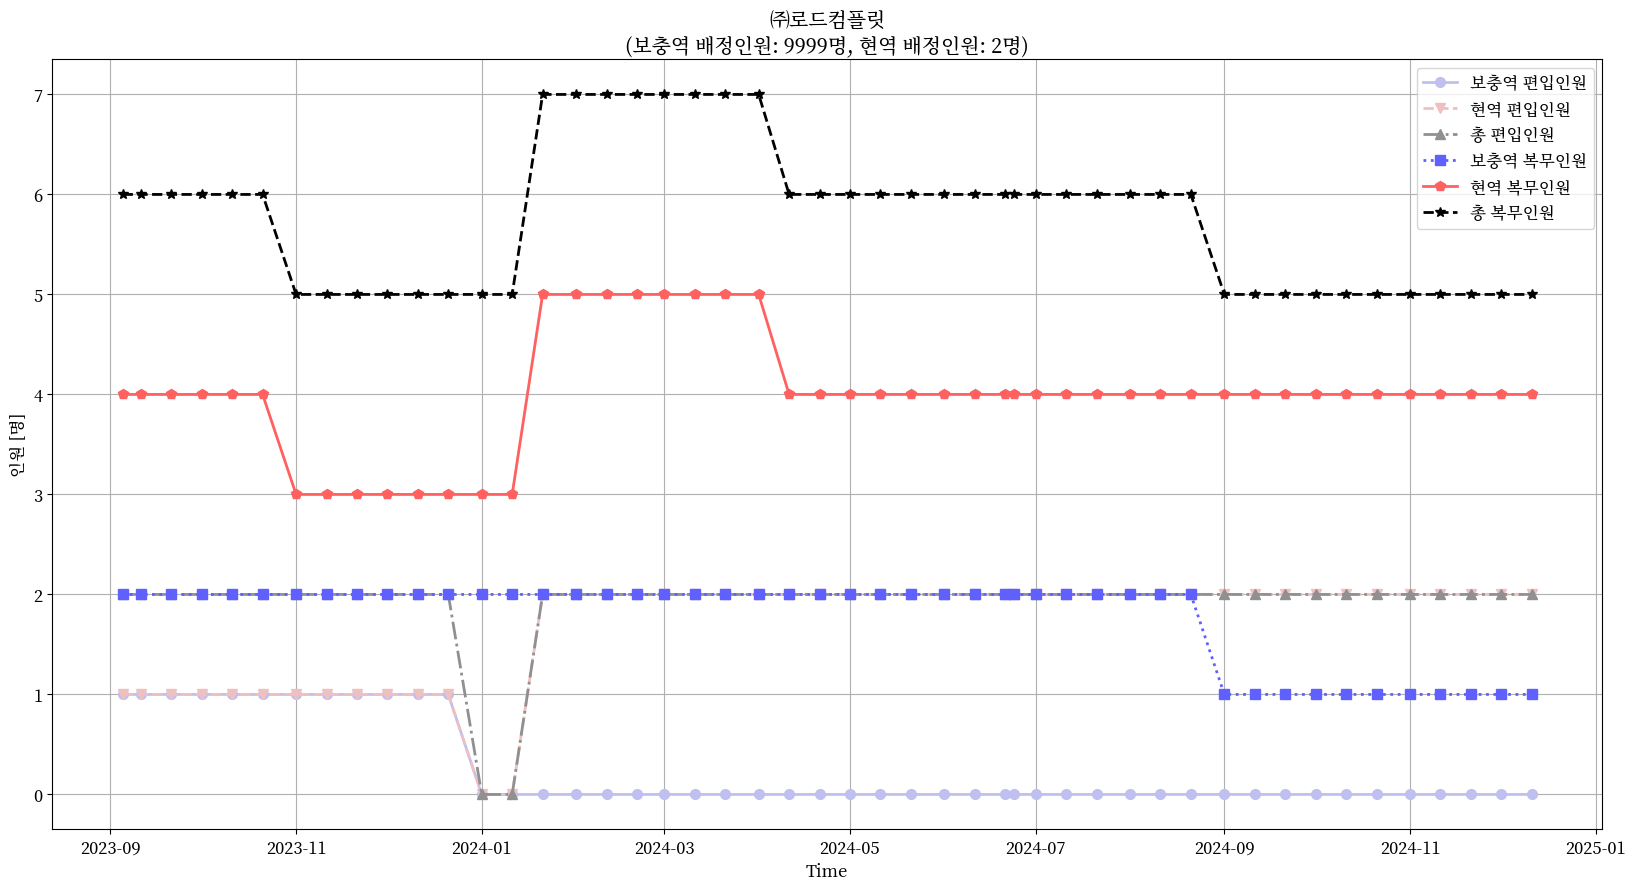 ㈜로드컴플릿
(보충역 배정인원: 9999명, 현역 배정인원: 2명)
보충역 편입인원
현역 편입인원
총 편입인원
보충역 복무인원
현역 복무인원
총 복무인원
인원 [명]
7
6
5
4
3
2
1
0
2023-09
2023-11
2024-01
2024-03
2024-05
2024-07
2024-09
2024-11
2025-01
Time